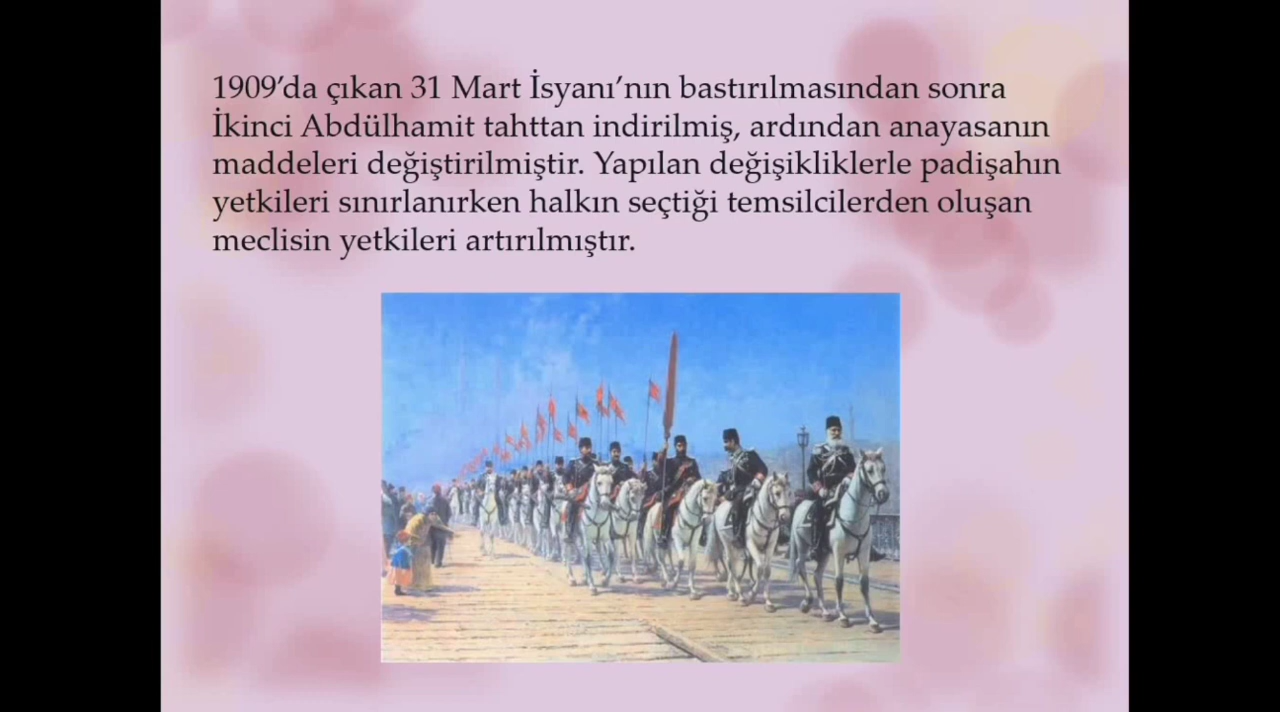 1909’da çıkan 31 Mart İsyanı’nın bastırılmasından sonra
İkinci Abdülhamit tahttan indirilmiş, ardından anayasanın
maddeleri değiştirilmiştir. Yapılan değişikliklerle padişahın
yetkileri sınırlanırken halkın seçtiği temsilcilerden oluşan
meclisin yetkileri artırılmıştır.